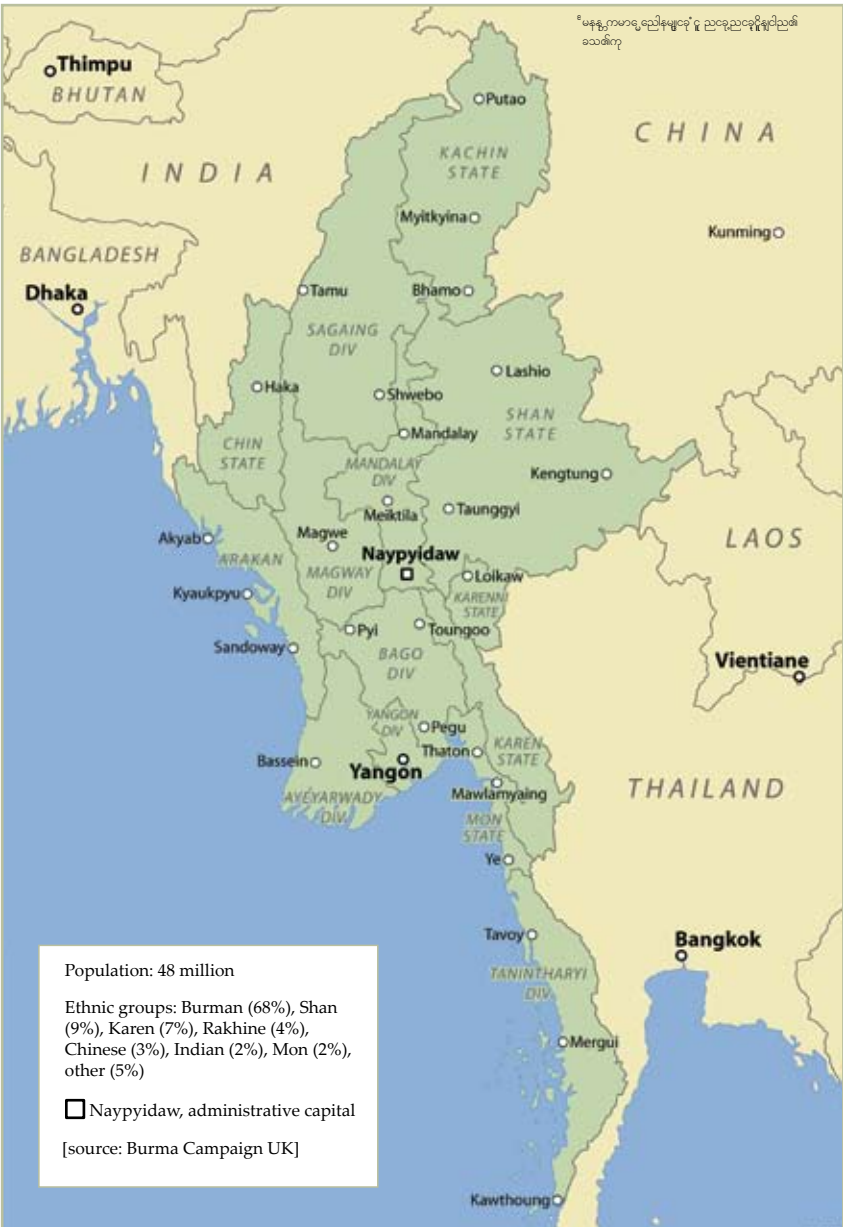 Thimpu
BHUTAN
Putao
CHINA
KACHIN
STATE
INDIA
Myitkyina
Kunming
BANGLADESH
Dhaka
Tamu
Bhamo
SAGAING
DIV
Lashio
Haka
Shwebo
SHAN
STATE
Mandalay
CHIN
STATE
MANDALAY
DIV
Kengtung
Meiktila
Taunggyi
Magwe
Akyab
ARAKAN
Naypyidaw
LAOS
MAGWAY
DIV
Loikaw
Kyaukpyu
KARENNI
STATE
Pyi
Toungoo
Sandoway
BAGO
DIV
Vientiane
YANGON
DIV
Pegu
Thaton
KAREN
STATE
Bassein
Yangon
AYEYARWADY
DIV
Mawlamyaing
THAILAND
MON
STATE
Ye
Tavoy
Bangkok
TANINTHARYI
DIV
Mergui
Kawthoung
Population: 48 million
Ethnic groups: Burman (68%), Shan
(9%), Karen (7%), Rakhine (4%),
Chinese (3%), Indian (2%), Mon (2%),
other (5%)
Naypyidaw, administrative capital
[source: Burma Campaign UK]